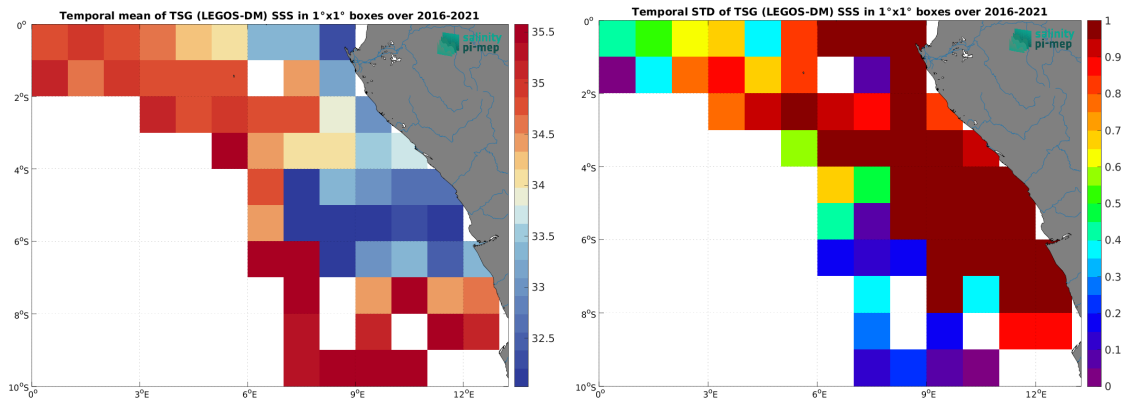 Temporal mean of TSG (LEGOS-DM) SSS in 1°x1° boxes over 2016-2021
0°
2°S
4°S
6°S
8°S
10°S
0°
3°E
6°E
9°E
12°E
salinity
pi-mep
35.5
35
34.5
34
33.5
33
32.5
Temporal STD of TSG (LEGOS-DM) SSS in 1°x1° boxes over 2016-2021
0°
2°S
4°S
6°S
8°S
10°S
0°
3°E
6°E
9°E
12°E
salinity
pi-mep
1
0.9
0.8
0.7
0.6
0.5
0.4
0.3
0.2
0.1
0